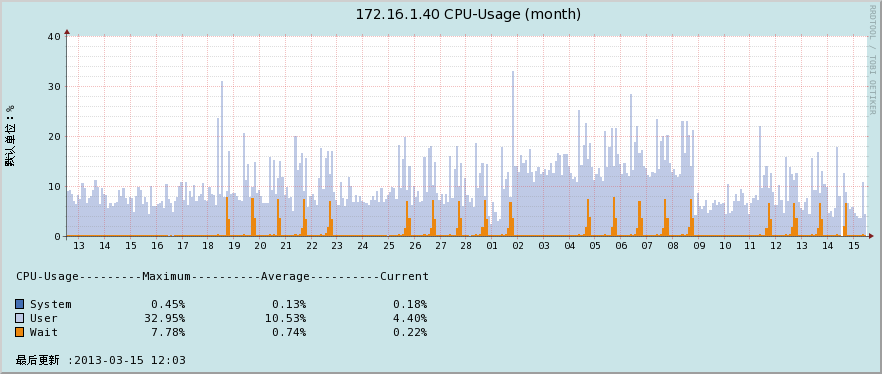 172.16.1.40 CPU-Usage (month)
RRDTOOL / TOBI OETIKER
默认单位：%
40
30
20
10
0
13 14 15 16 17 18 19 20 21 22 23 24 25 26 27 28 01 02 03 04 05 06 07 08 09 10 11 12 13 14 15
CPU-Usage---------Maximum----------Average----------Current
System 0.45% 0.13% 0.18%
User 32.95% 10.53% 4.40%
Wait 7.78% 0.74% 0.22%
最后更新 :2013-03-15 12:03